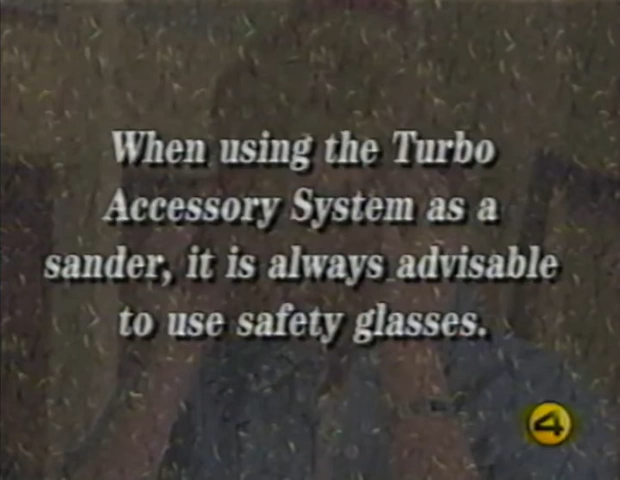 When using the Turbo
Accessory System as a
sander, it is always advisable
to use safety glasses.
4